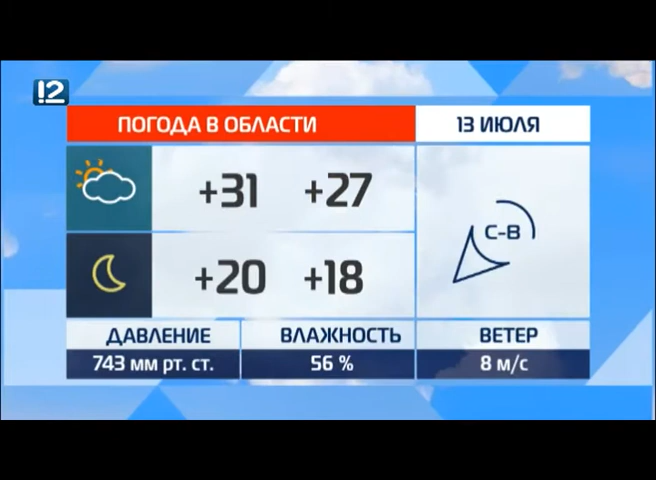 12
ПОГОДА В ОБЛАСТИ
13 ИЮЛЯ
+31 +27
С-В
+20 +18
ДАВЛЕНИЕ
ВЛАЖНОСТЬ
ВЕТЕР
743 мм рт. ст.
56 %
8 м/с